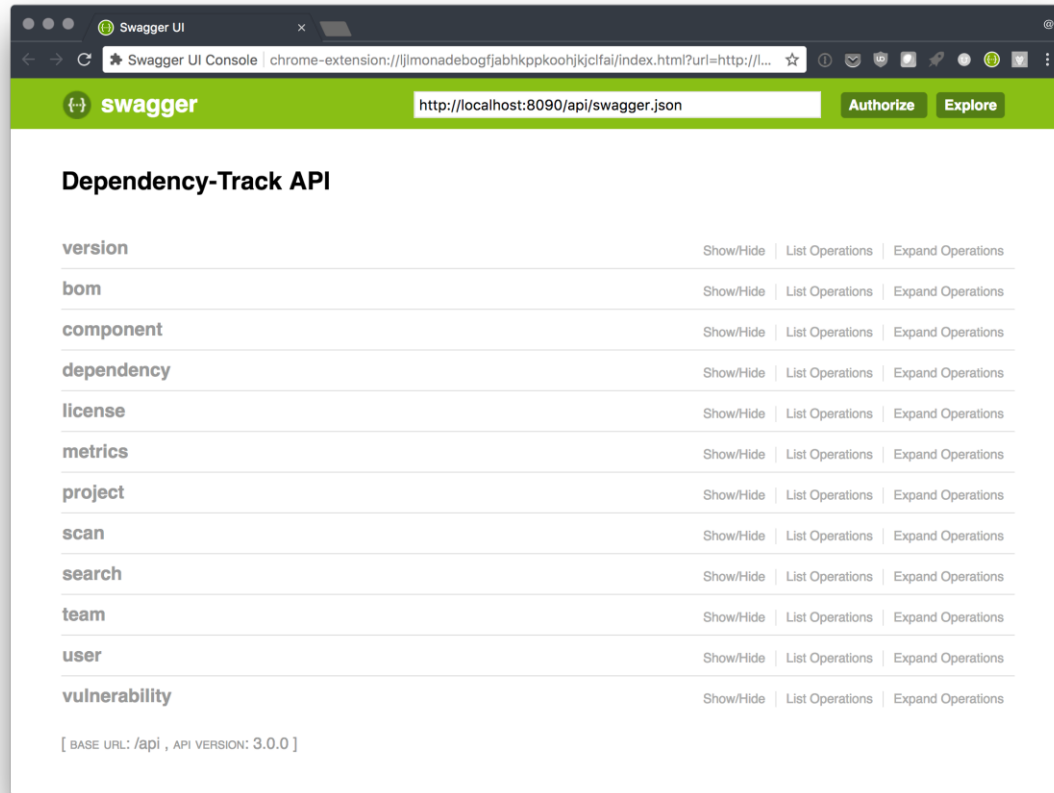 Swagger UI
@
Swagger UI Console chrome-extension://ljlmonadebogfjabhkppkoohjkjclfai/index.html?url=http://l...
{···} swagger http://localhost:8090/api/swagger.json Authorize Explore
Dependency-Track API
version Show/Hide List Operations Expand Operations
bom Show/Hide List Operations Expand Operations
component Show/Hide List Operations Expand Operations
dependency Show/Hide List Operations Expand Operations
license Show/Hide List Operations Expand Operations
metrics Show/Hide List Operations Expand Operations
project Show/Hide List Operations Expand Operations
scan Show/Hide List Operations Expand Operations
search Show/Hide List Operations Expand Operations
team Show/Hide List Operations Expand Operations
user Show/Hide List Operations Expand Operations
vulnerability Show/Hide List Operations Expand Operations
[ BASE URL: /api , API VERSION: 3.0.0 ]